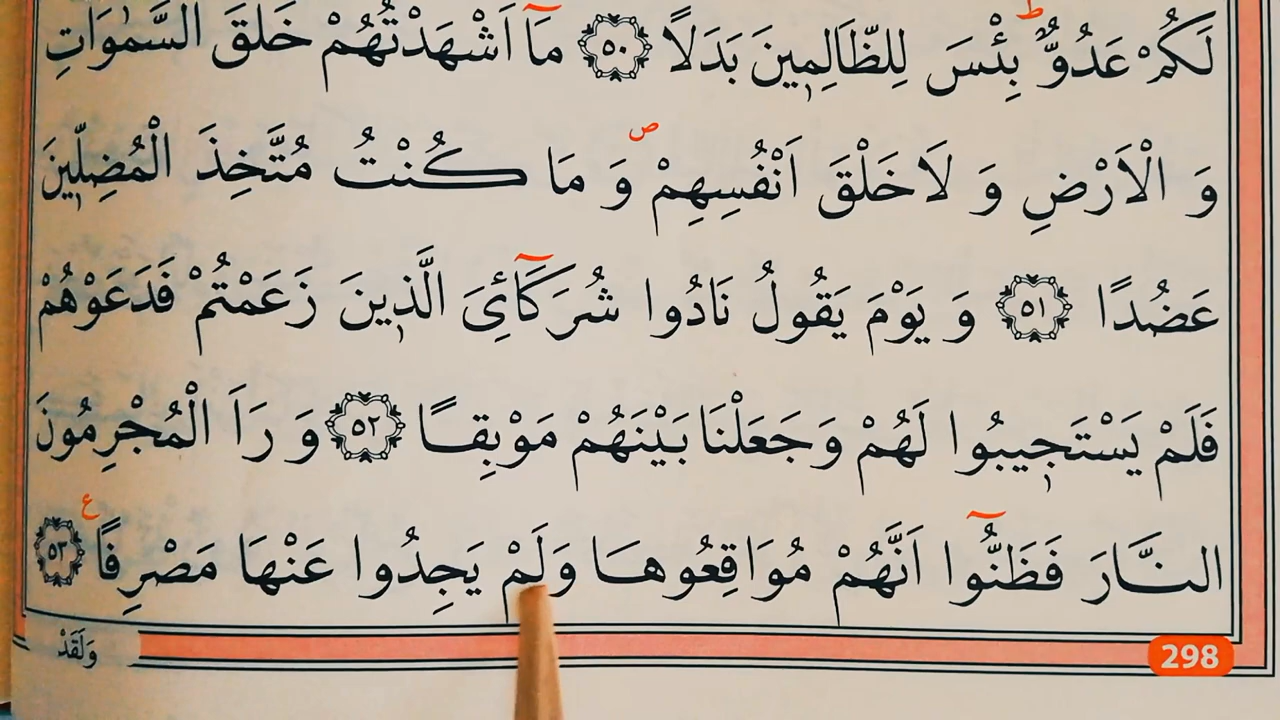 لَكُمْ عَدُوٌّ ط بِئْسَ لِلظَّالِمِينَ بَدَلًا ﴿٥٠﴾ مَآ اَشْهَدْتُهُمْ خَلْقَ السَّمٰوَاتِ
وَ الْاَرْضِ وَ لَا خَلْقَ اَنْفُسِهِمْ ص وَ مَا كُنْتُ مُتَّخِذَ الْمُضِلِّينَ
عَضُدًا ﴿٥١﴾ وَ يَوْمَ يَقُولُ نَادُوا شُرَكَآئِىَ الَّذِينَ زَعَمْتُمْ فَدَعَوْهُمْ
فَلَمْ يَسْتَجِيبُوا لَهُمْ وَجَعَلْنَا بَيْنَهُمْ مَوْبِقًا ﴿٥٢﴾ وَ رَاَ الْمُجْرِمُونَ
النَّارَ فَظَنُّٓوا اَنَّهُمْ مُوَاقِعُوهَا وَلَمْ يَجِدُوا عَنْهَا مَصْرِفًا ع ﴿٥٣﴾
وَلَقَدْ
298